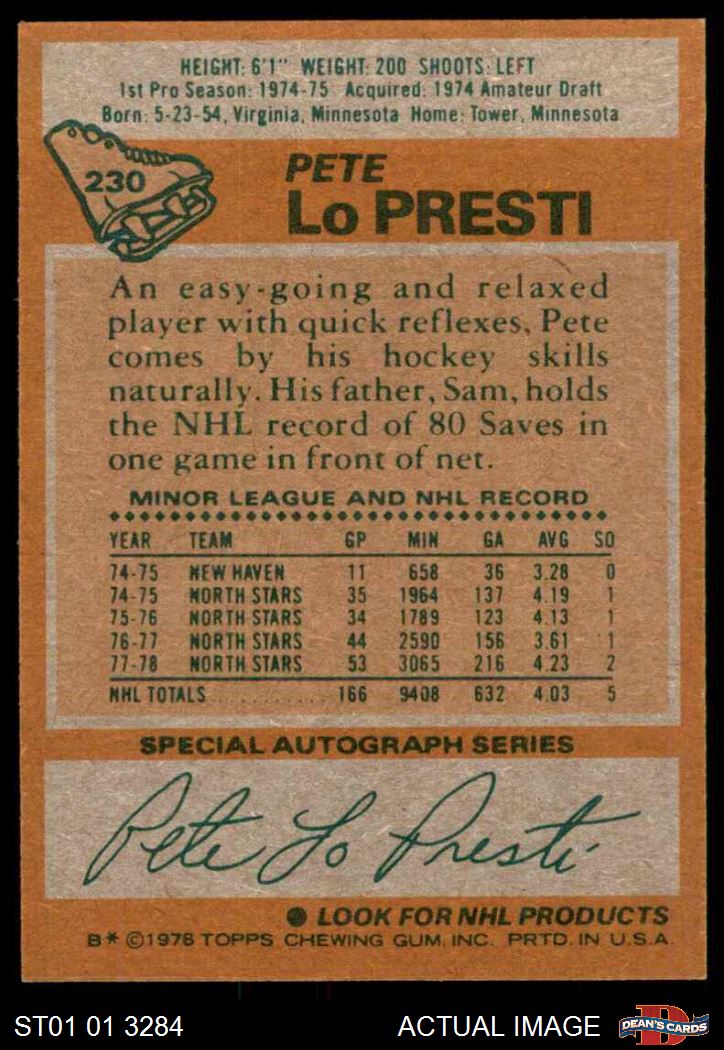 HEIGHT: 6'1" WEIGHT: 200 SHOOTS: LEFT
1st Pro Season: 1974-75 Acquired: 1974 Amateur Draft
Born: 5-23-54, Virginia, Minnesota Home: Tower, Minnesota
230
PETE
Lo PRESTI
An easy-going and relaxed
player with quick reflexes, Pete
comes by his hockey skills
naturally. His father, Sam, holds
the NHL record of 80 Saves in
one game in front of net.
MINOR LEAGUE AND NHL RECORD
YEAR TEAM GP MIN GA AVG SO
74-75 NEW HAVEN 11 658 36 3.28 0
74-75 NORTH STARS 35 1964 137 4.19 1
75-76 NORTH STARS 34 1789 123 4.13 1
76-77 NORTH STARS 44 2590 156 3.61 1
77-78 NORTH STARS 53 3065 216 4.23 2
NHL TOTALS ........... 166 9408 632 4.03 5
SPECIAL AUTOGRAPH SERIES
Pete Lo Presti
● LOOK FOR NHL PRODUCTS
B* ©1978 TOPPS CHEWING GUM, INC. PRTD. IN U.S.A.
ST01 01 3284 ACTUAL IMAGE D DEAN'S CARDS